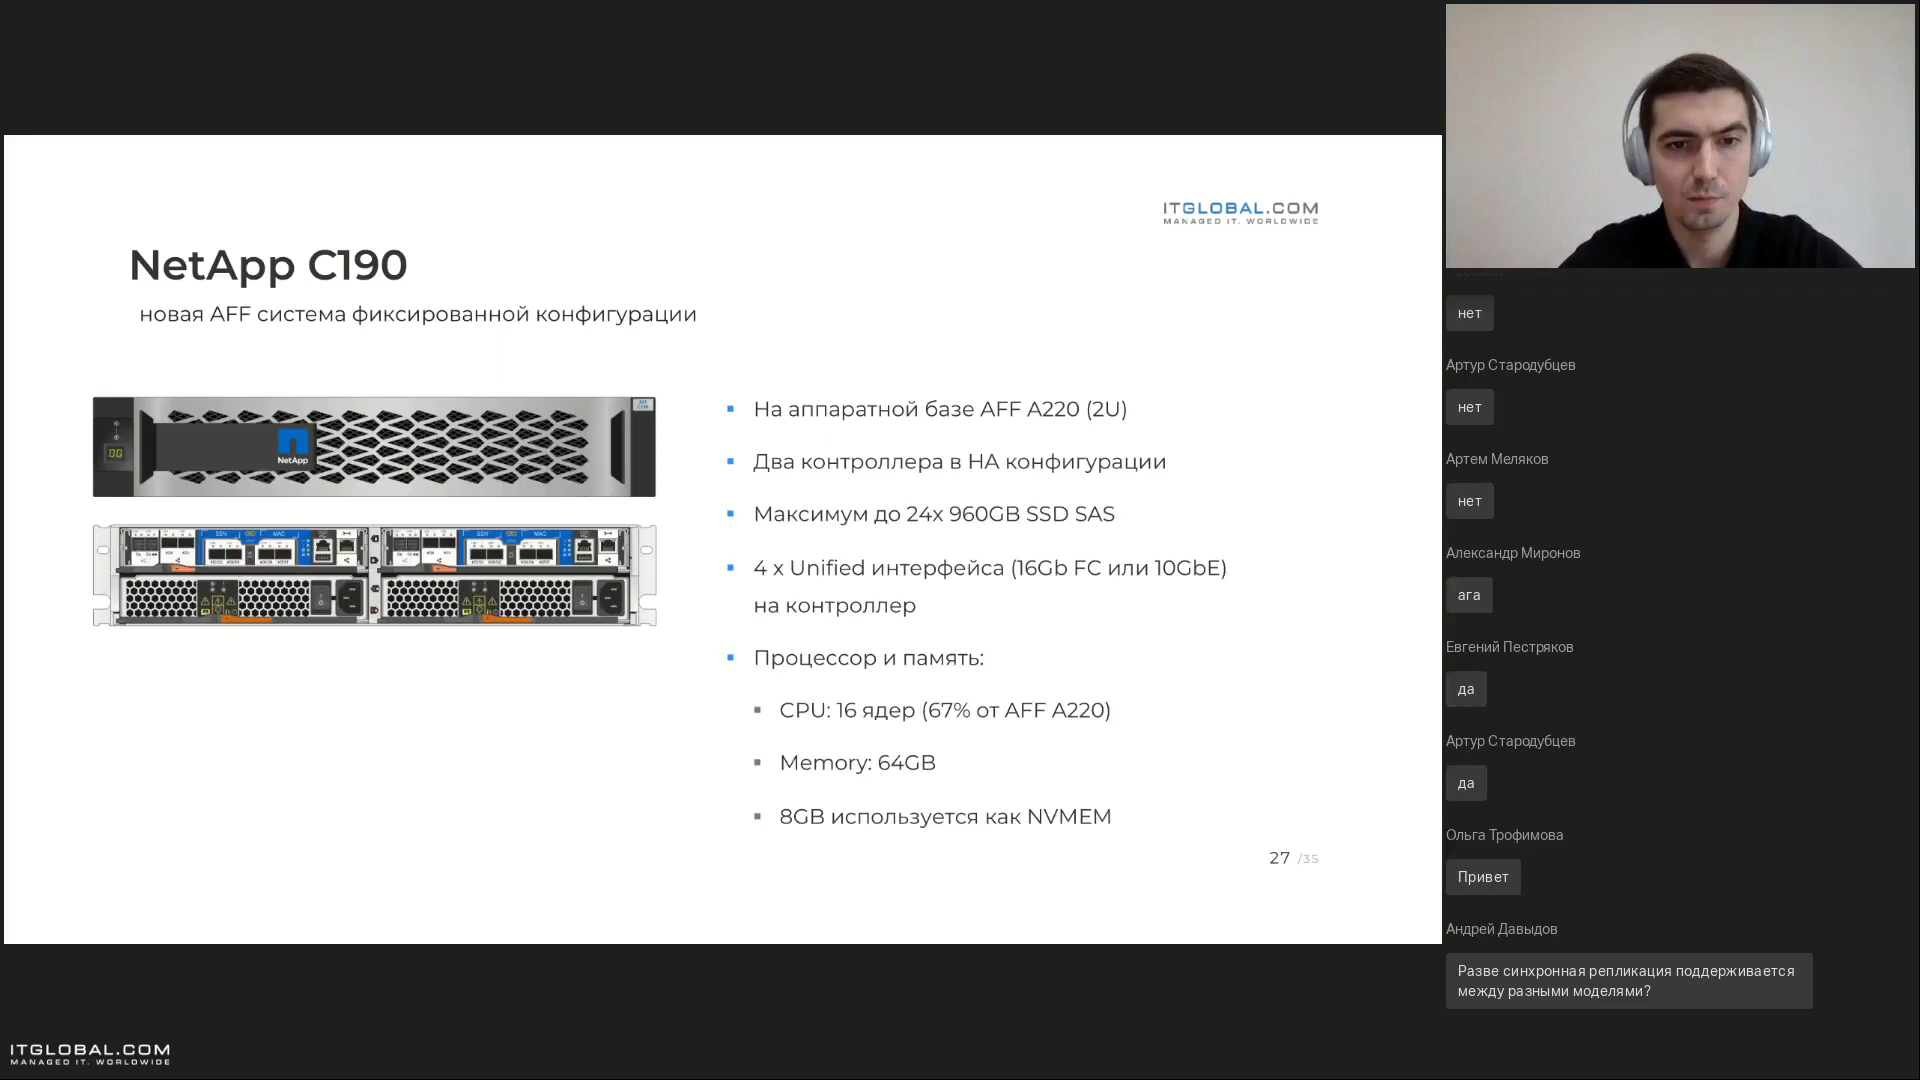 ITGLOBAL.COM
MANAGED IT. WORLDWIDE
NetApp C190
новая AFF система фиксированной конфигурации
NetApp
▪ На аппаратной базе AFF A220 (2U)
▪ Два контроллера в HA конфигурации
▪ Максимум до 24x 960GB SSD SAS
▪ 4 x Unified интерфейса (16Gb FC или 10GbE)
на контроллер
▪ Процессор и память:
▪ CPU: 16 ядер (67% от AFF A220)
▪ Memory: 64GB
▪ 8GB используется как NVMEM
27 /35
нет
Артур Стародубцев
нет
Артем Меляков
нет
Александр Миронов
ага
Евгений Пестряков
да
Артур Стародубцев
да
Ольга Трофимова
Привет
Андрей Давыдов
Разве синхронная репликация поддерживается
между разными моделями?
ITGLOBAL.COM
MANAGED IT. WORLDWIDE